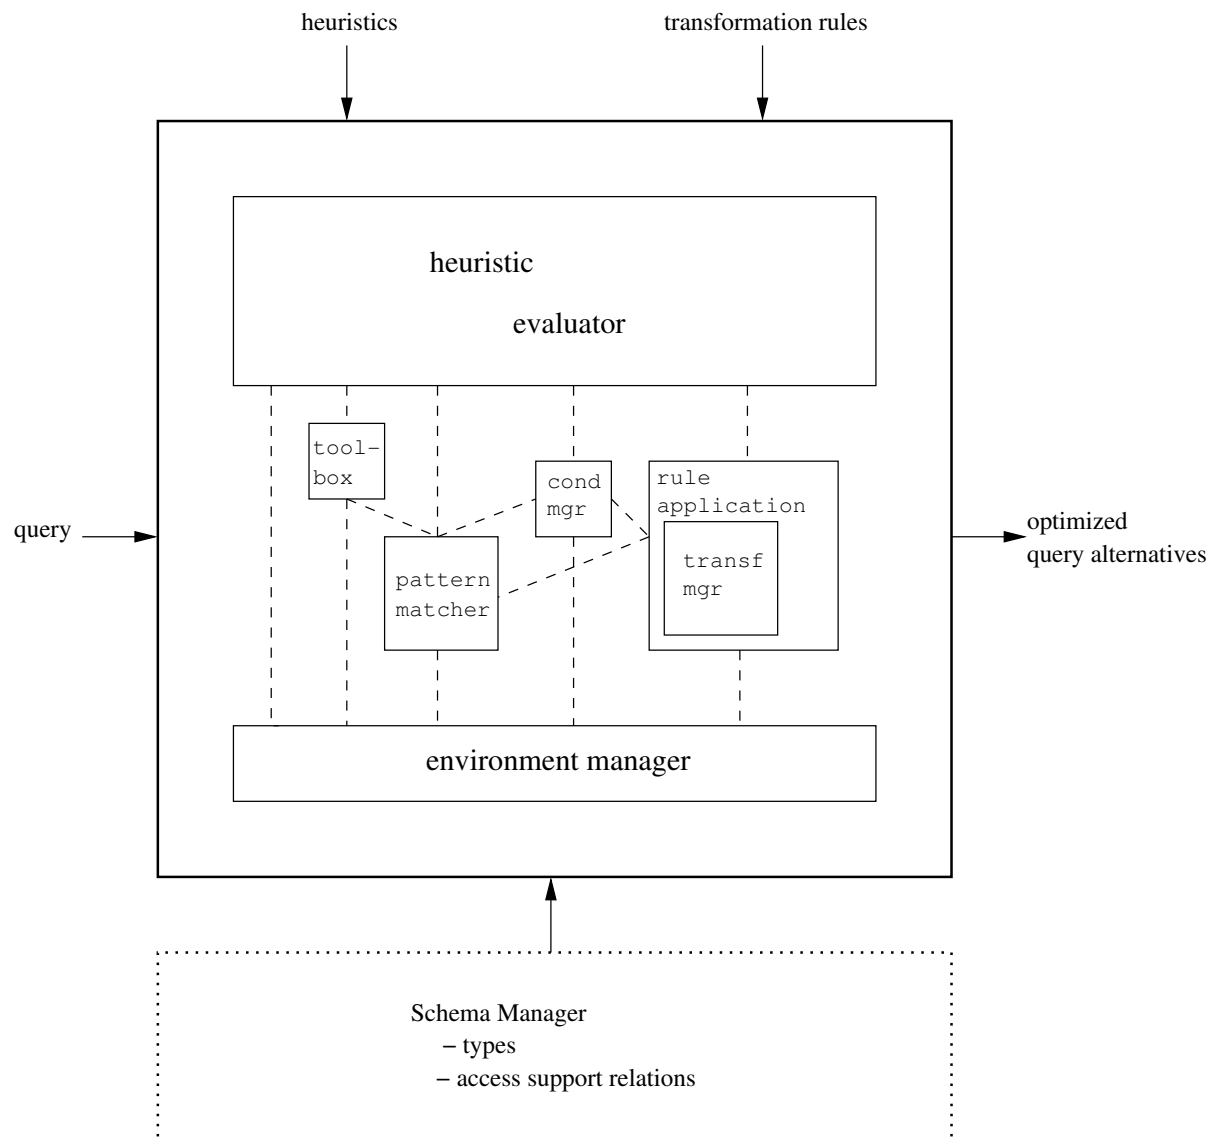 heuristics
transformation rules
heuristic
evaluator
tool-
box
cond
mgr
rule
application
query
optimized
query alternatives
pattern
matcher
transf
mgr
environment manager
Schema Manager
– types
– access support relations